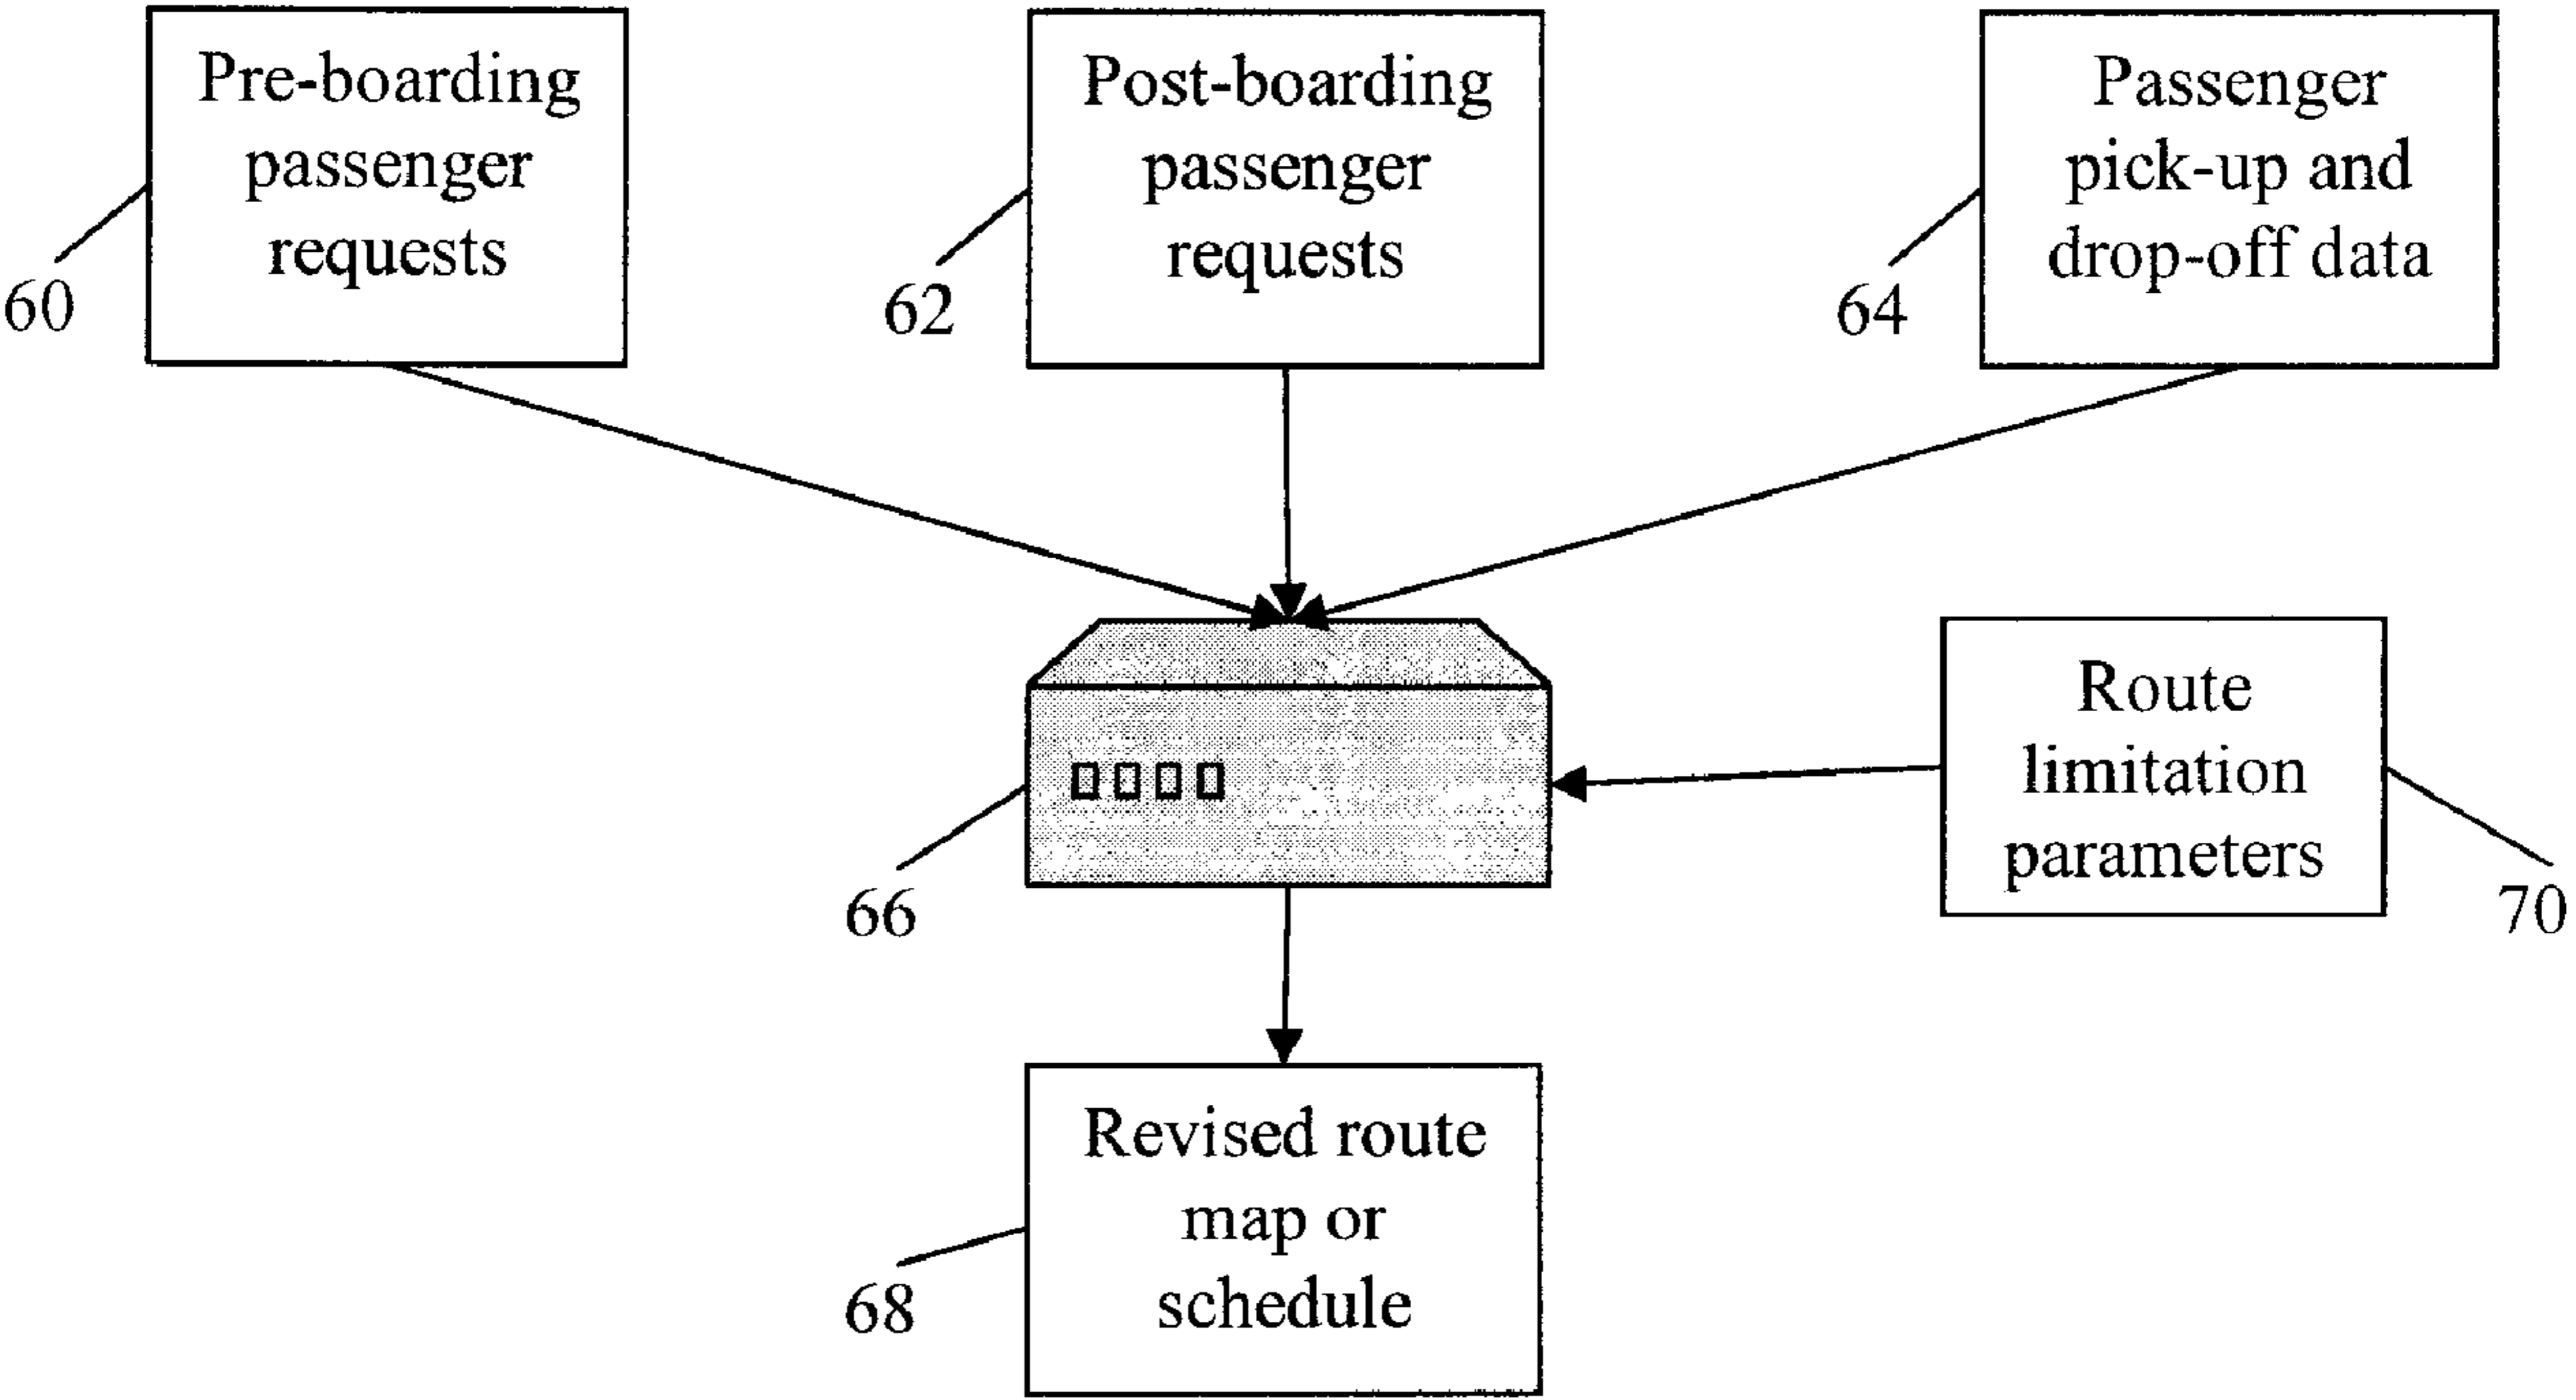 Pre-boarding
passenger
requests
60
Post-boarding
passenger
requests
62
Passenger
pick-up and
drop-off data
64
66
Route
limitation
parameters
70
Revised route
map or
schedule
68